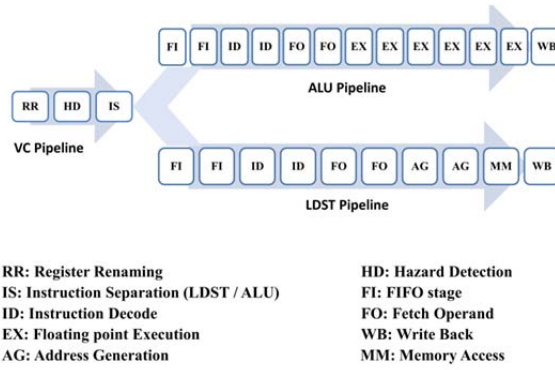 FI FI ID ID FO FO EX EX EX EX EX EX WB
ALU Pipeline
RR HD IS
VC Pipeline
FI FI ID ID FO FO AG AG MM WB
LDST Pipeline
RR: Register Renaming
IS: Instruction Separation (LDST / ALU)
ID: Instruction Decode
EX: Floating point Execution
AG: Address Generation
HD: Hazard Detection
FI: FIFO stage
FO: Fetch Operand
WB: Write Back
MM: Memory Access